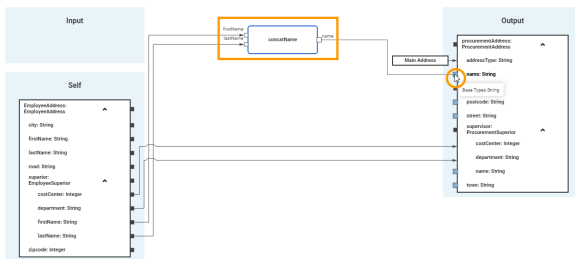 Input
Output
firstName
lastName
concatName
name
procurementAddress:
ProcurementAddress
Main Address
addressType: String
name: String
Base Types.String
postcode: String
street: String
supervisor:
ProcurementSuperior
costCenter: Integer
department: String
name: String
town: String
Self
EmployeeAddress:
EmployeeAddress
city: String
firstName: String
lastName: String
road: String
superior:
EmployeeSuperior
costCenter: Integer
department: String
firstName: String
lastName: String
zipcode: Integer